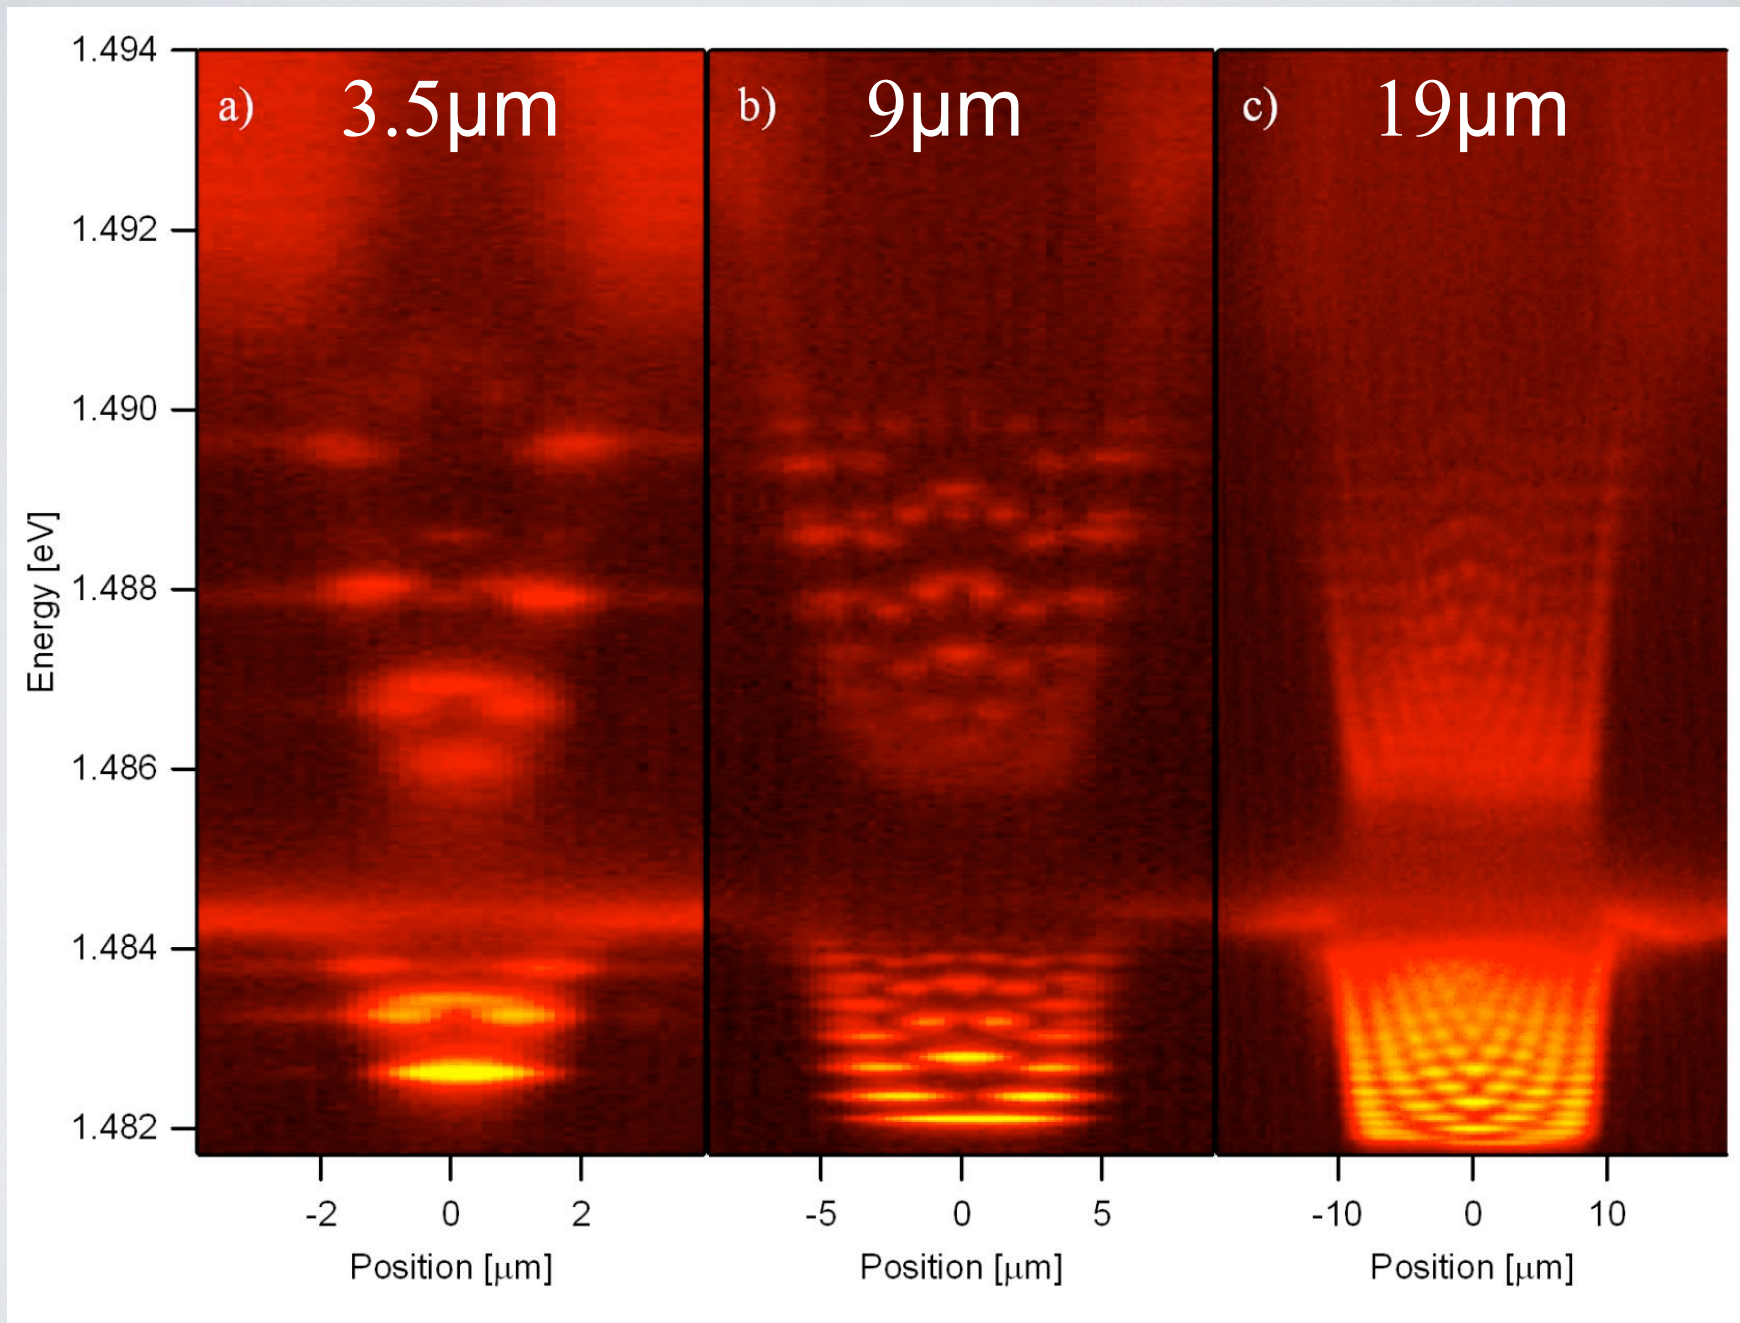 a) 3.5μm
b) 9μm
c) 19μm
Energy [eV]
1.494
1.492
1.490
1.488
1.486
1.484
1.482
-2 0 2
-5 0 5
-10 0 10
Position [μm]
Position [μm]
Position [μm]